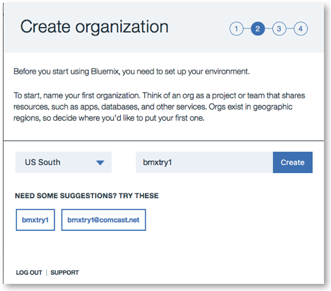 Create organization
1 2 3 4
Before you start using Bluemix, you need to set up your environment.
To start, name your first organization. Think of an org as a project or team that shares
resources, such as apps, databases, and other services. Orgs exist in geographic
regions, so decide where you'd like to put your first one.
US South bmxtry1 Create
NEED SOME SUGGESTIONS? TRY THESE
bmxtry1 bmxtry1@comcast.net
LOG OUT | SUPPORT